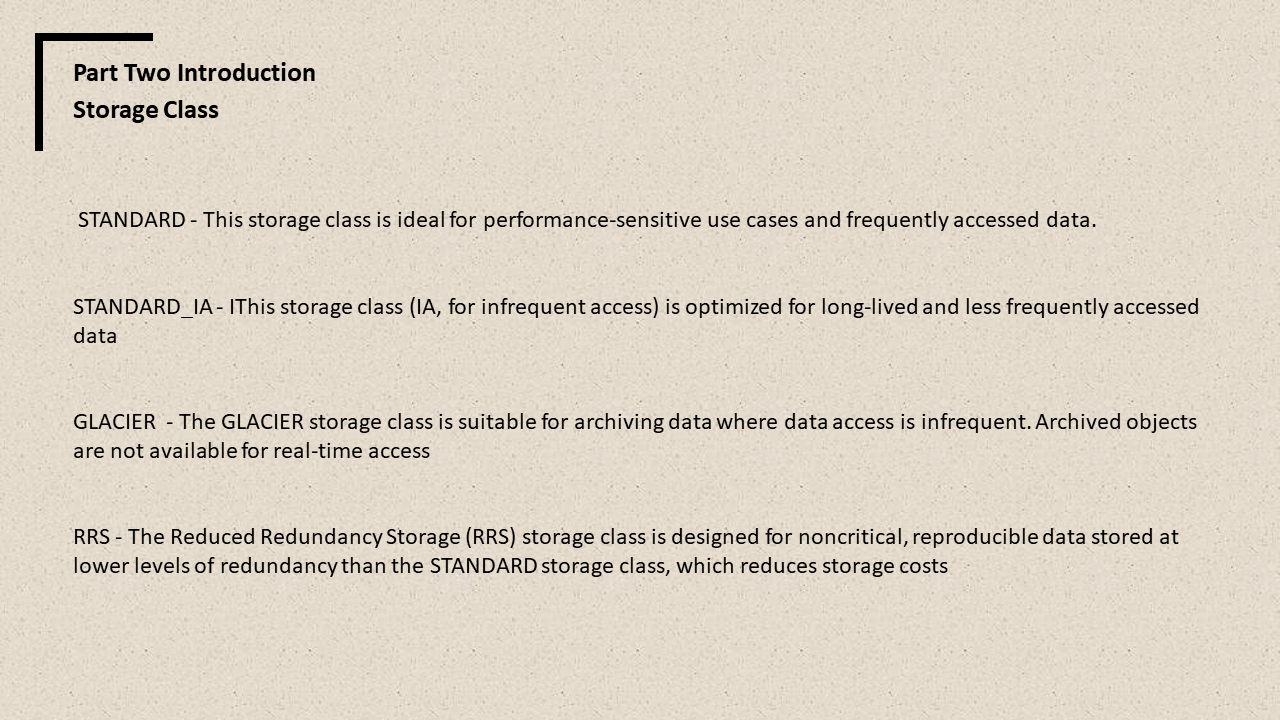 Part Two Introduction
Storage Class
STANDARD - This storage class is ideal for performance-sensitive use cases and frequently accessed data.
STANDARD_IA - IThis storage class (IA, for infrequent access) is optimized for long-lived and less frequently accessed
data
GLACIER  - The GLACIER storage class is suitable for archiving data where data access is infrequent. Archived objects
are not available for real-time access
RRS - The Reduced Redundancy Storage (RRS) storage class is designed for noncritical, reproducible data stored at
lower levels of redundancy than the STANDARD storage class, which reduces storage costs